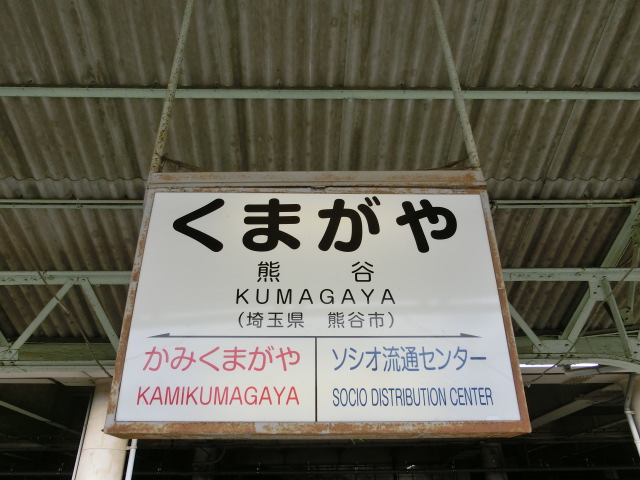 くまがや
熊 谷
KUMAGAYA
(埼玉県 熊谷市)
かみくまがや
KAMIKUMAGAYA
ソシオ流通センター
SOCIO DISTRIBUTION CENTER